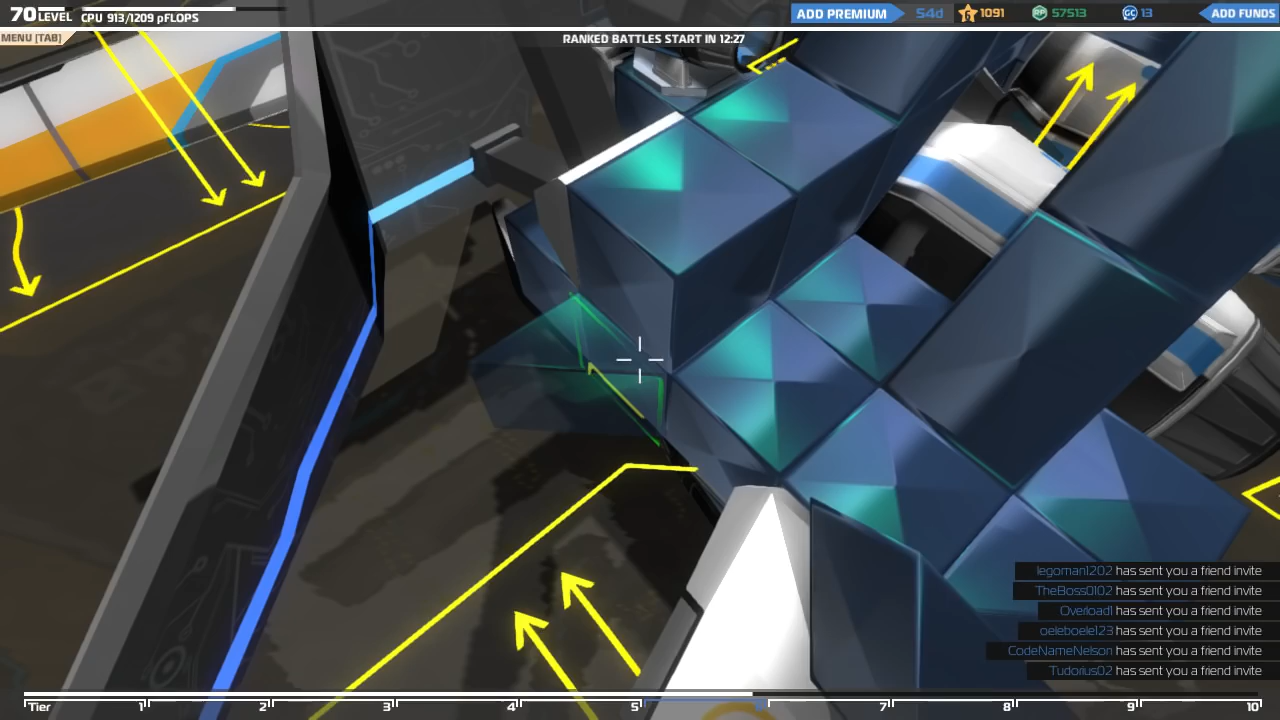 70 LEVEL CPU 913/1209 pFLOPS
ADD PREMIUM 54d 1091 57513 GC 13 ADD FUNDS
MENU [TAB]
RANKED BATTLES START IN 12:27
legoman1202 has sent you a friend invite
TheBoss0102 has sent you a friend invite
Overload1 has sent you a friend invite
oeleboele123 has sent you a friend invite
CodeNameNelson has sent you a friend invite
Tudorius02 has sent you a friend invite
Tier 1 2 3 4 5 7 8 9 10